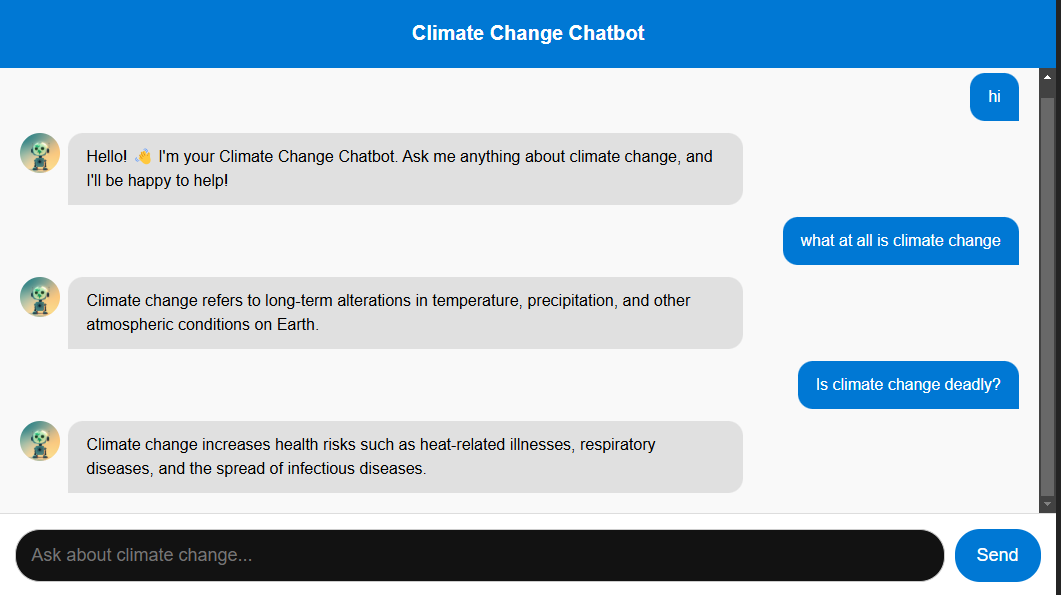 Climate Change Chatbot
hi
Hello! 👋 I'm your Climate Change Chatbot. Ask me anything about climate change, and
I'll be happy to help!
what at all is climate change
Climate change refers to long-term alterations in temperature, precipitation, and other
atmospheric conditions on Earth.
Is climate change deadly?
Climate change increases health risks such as heat-related illnesses, respiratory
diseases, and the spread of infectious diseases.
Ask about climate change...
Send